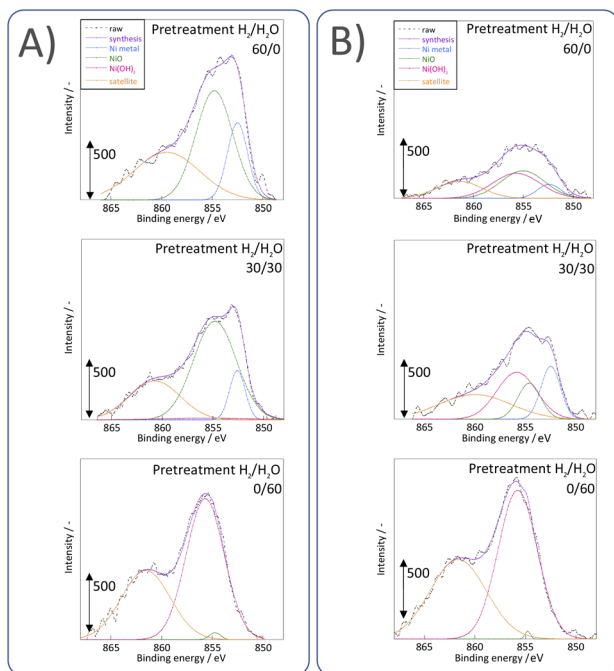 A)
Pretreatment H₂/H₂O
60/0
raw
synthesis
Ni metal
NiO
Ni(OH)₂
satellite
500
Intensity / -
865 860 855 850
Binding energy / eV
Pretreatment H₂/H₂O
30/30
500
Intensity / -
865 860 855 850
Binding energy / eV
Pretreatment H₂/H₂O
0/60
500
Intensity / -
865 860 855 850
Binding energy / eV
B)
Pretreatment H₂/H₂O
60/0
raw
synthesis
Ni metal
NiO
Ni(OH)₂
satellite
500
Intensity / -
865 860 855 850
Binding energy / eV
Pretreatment H₂/H₂O
30/30
500
Intensity / -
865 860 855 850
Binding energy / eV
Pretreatment H₂/H₂O
0/60
500
Intensity / -
865 860 855 850
Binding energy / eV